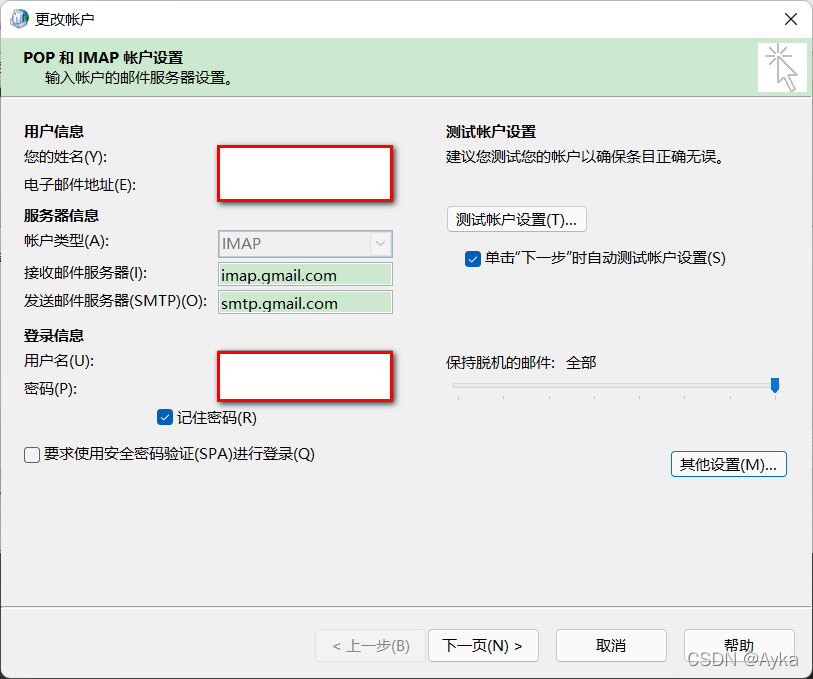 更改帐户
POP 和 IMAP 帐户设置
输入帐户的邮件服务器设置。
用户信息
您的姓名(Y):
电子邮件地址(E):
服务器信息
帐户类型(A):
IMAP
接收邮件服务器(I):
imap.gmail.com
发送邮件服务器(SMTP)(O):
smtp.gmail.com
登录信息
用户名(U):
密码(P):
记住密码(R)
要求使用安全密码验证(SPA)进行登录(Q)
测试帐户设置
建议您测试您的帐户以确保条目正确无误。
测试帐户设置(T)...
单击“下一步”时自动测试帐户设置(S)
保持脱机的邮件: 全部
其他设置(M)...
< 上一步(B)
下一页(N) >
取消
帮助
CSDN @Ayka